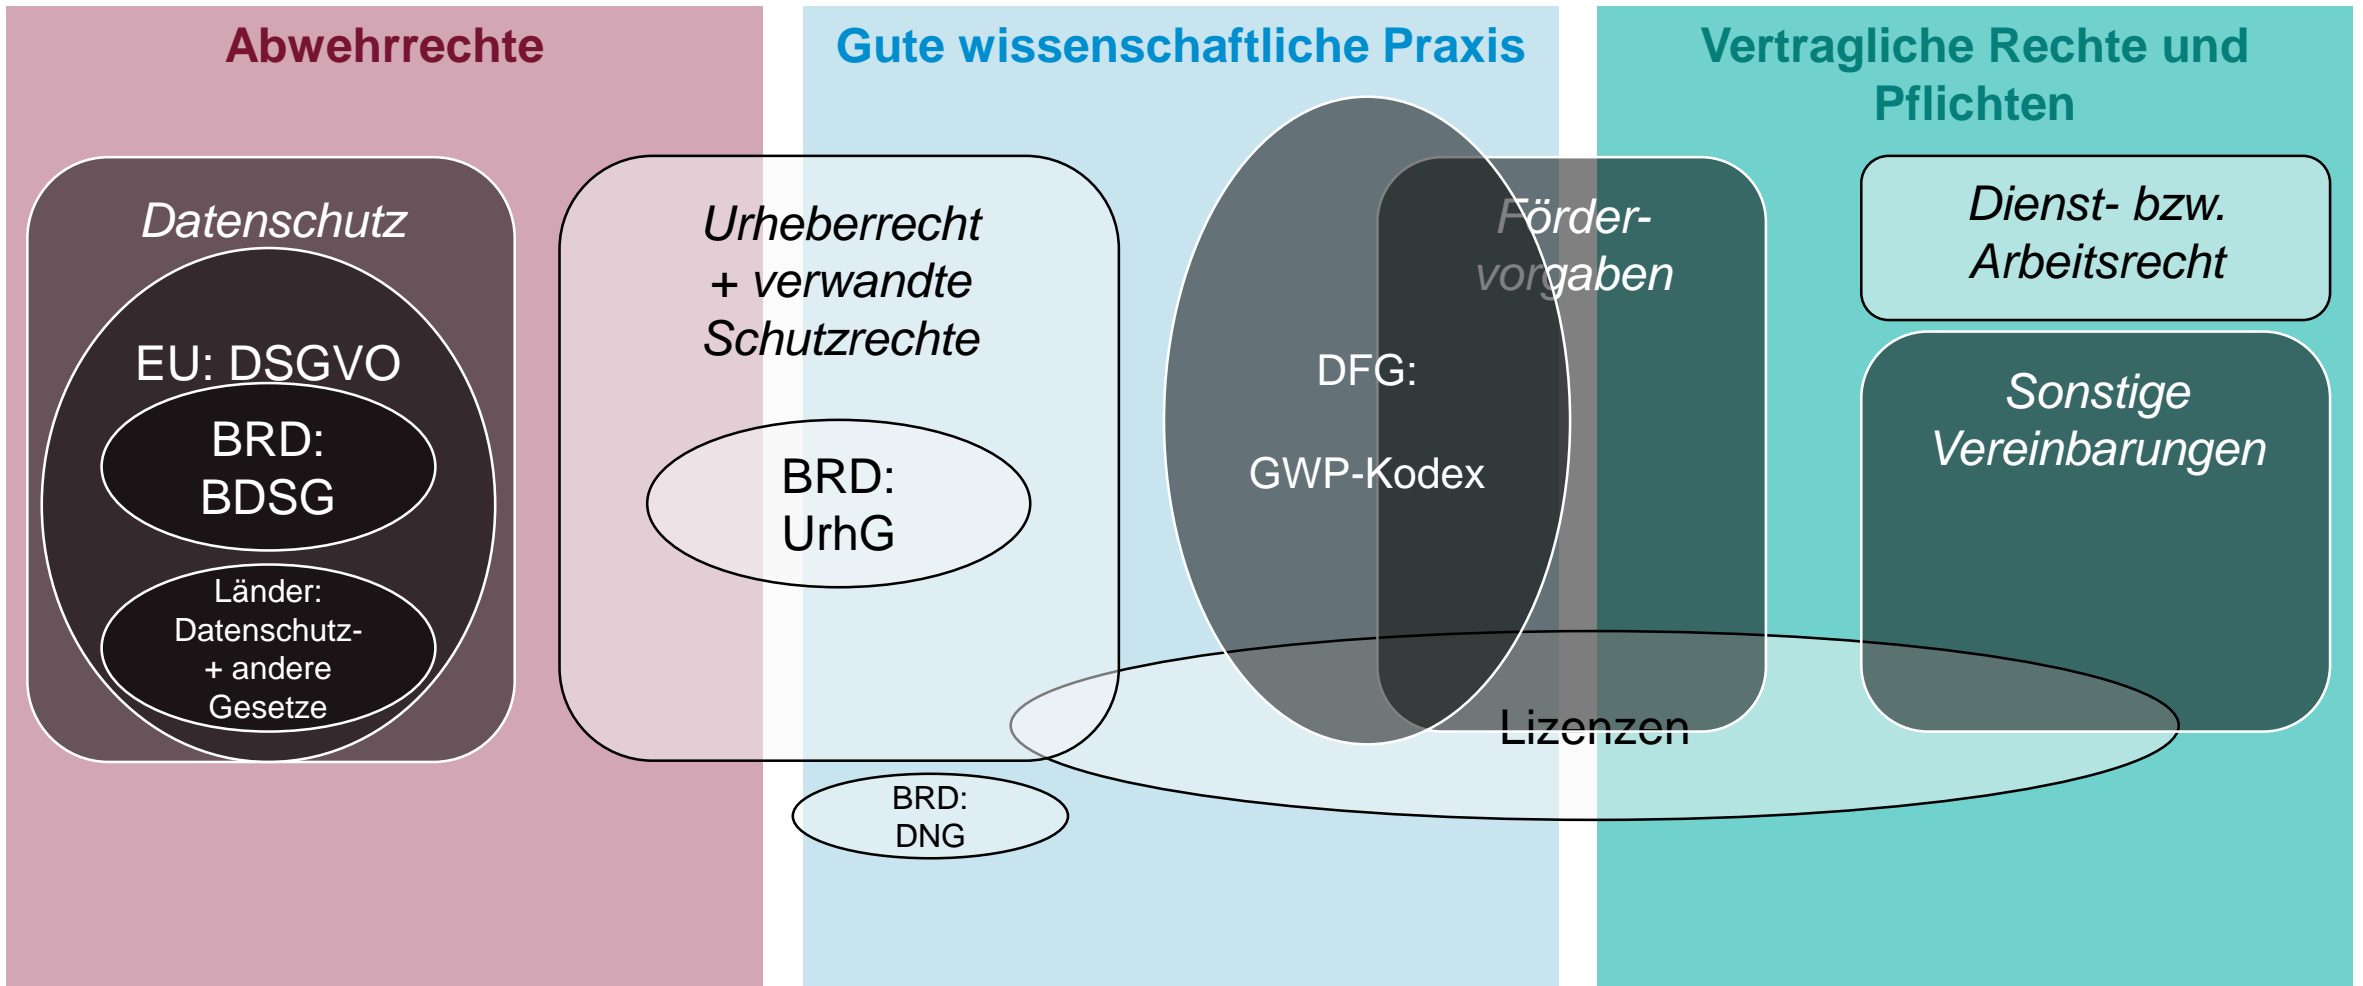 Abwehrrechte
Datenschutz
EU: DSGVO
BRD:
BDSG
Länder:
Datenschutz-
+ andere
Gesetze
Gute wissenschaftliche Praxis
Urheberrecht
+ verwandte
Schutzrechte
BRD:
UrhG
BRD:
DNG
DFG:
GWP-Kodex
Vertragliche Rechte und
Pflichten
Förder-
vorgaben
Lizenzen
Dienst- bzw.
Arbeitsrecht
Sonstige
Vereinbarungen